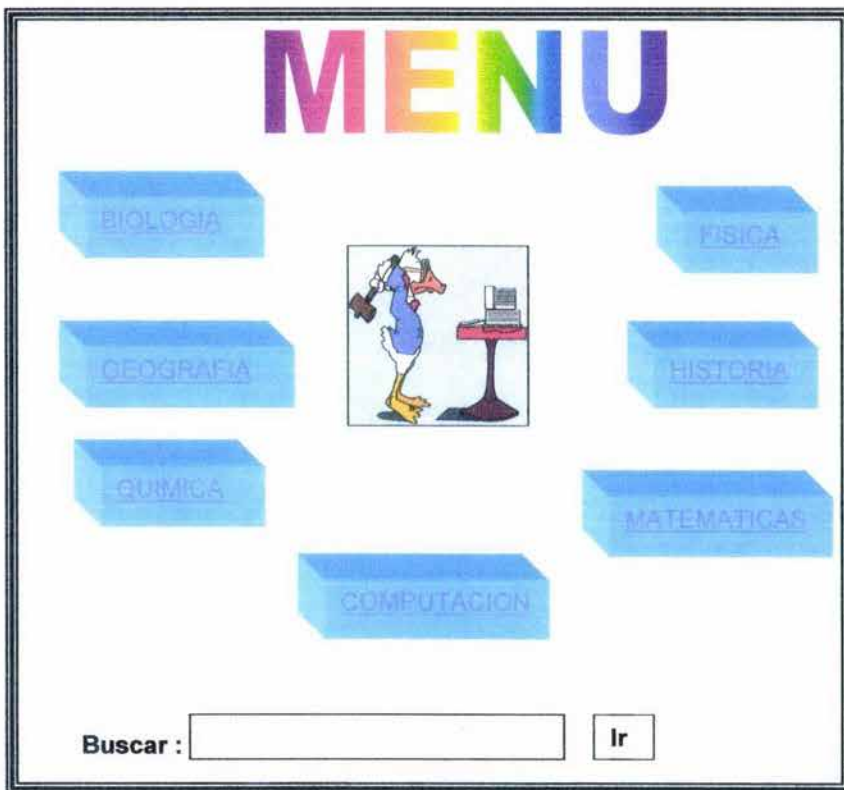 MENU
BIOLOGIA
FISICA
GEOGRAFIA
HISTORIA
QUIMICA
MATEMATICAS
COMPUTACION
Buscar :
Ir